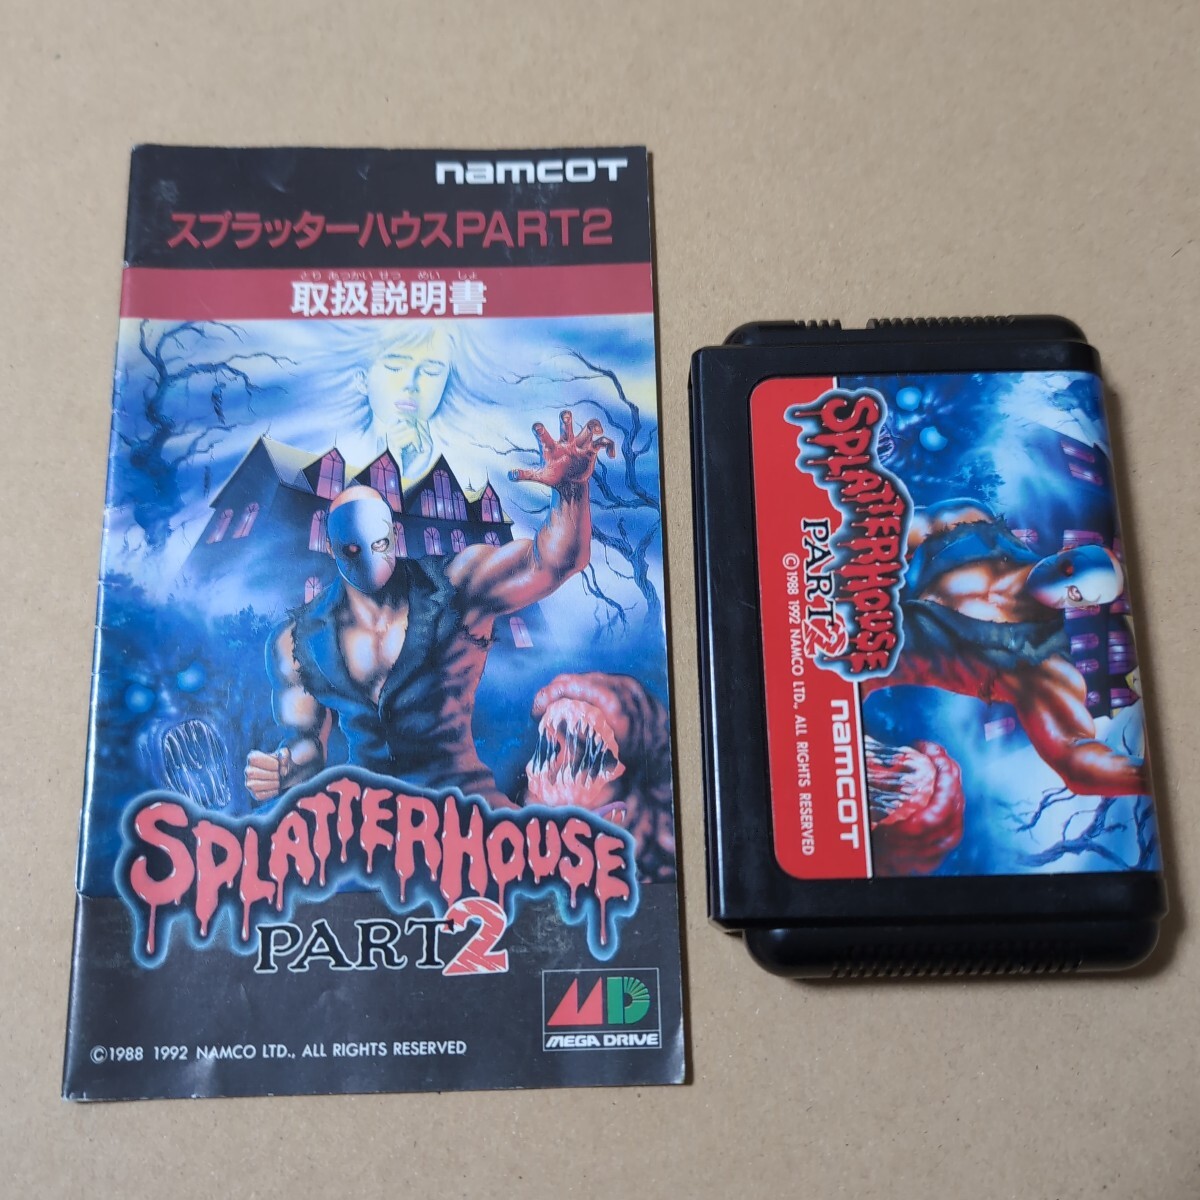 namcoT
スプラッターハウスPART2
とり あつかい せつ めい しょ
取扱説明書
SPLATTERHOUSE
PART2
MD
MEGA DRIVE
©1988 1992 NAMCO LTD., ALL RIGHTS RESERVED
SPLATTERHOUSE
PART2
©1988 1992 NAMCO LTD., ALL RIGHTS RESERVED
namcoT